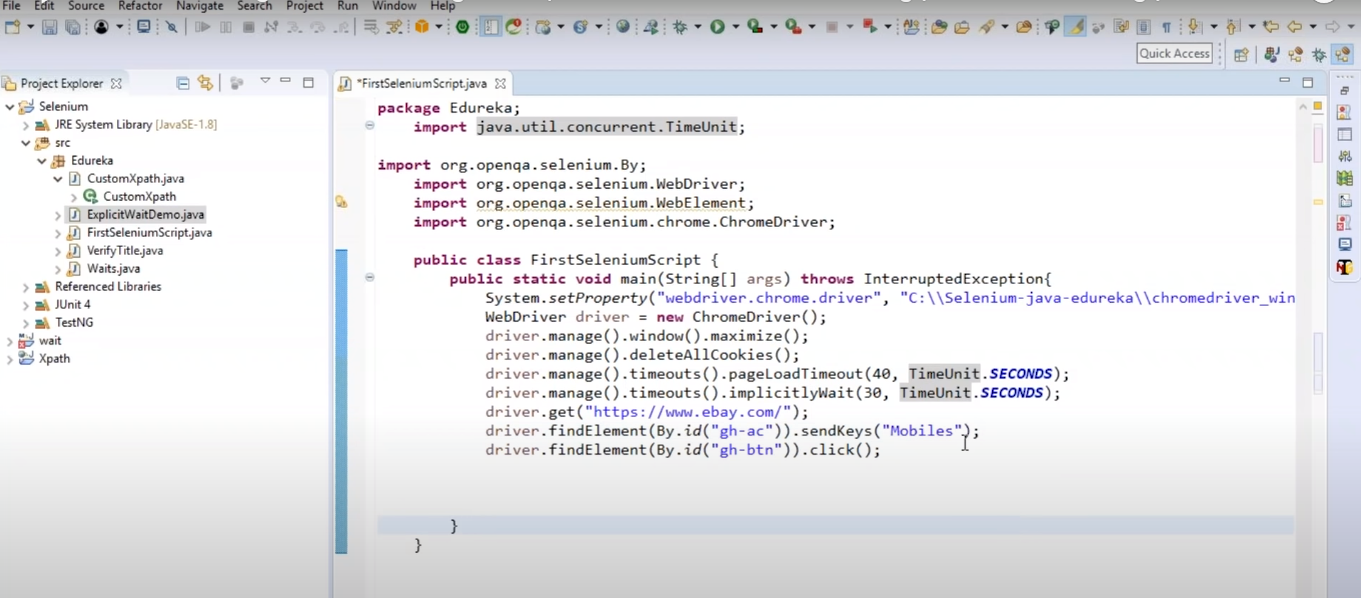 File Edit Source Refactor Navigate Search Project Run Window Help
Quick Access
Project Explorer
*FirstSeleniumScript.java
Selenium
JRE System Library [JavaSE-1.8]
src
Edureka
CustomXpath.java
CustomXpath
ExplicitWaitDemo.java
FirstSeleniumScript.java
VerifyTitle.java
Waits.java
Referenced Libraries
JUnit 4
TestNG
wait
Xpath
package Edureka;
import java.util.concurrent.TimeUnit;
import org.openqa.selenium.By;
import org.openqa.selenium.WebDriver;
import org.openqa.selenium.WebElement;
import org.openqa.selenium.chrome.ChromeDriver;
public class FirstSeleniumScript {
public static void main(String[] args) throws InterruptedException{
System.setProperty("webdriver.chrome.driver", "C:\\Selenium-java-edureka\\chromedriver_win
WebDriver driver = new ChromeDriver();
driver.manage().window().maximize();
driver.manage().deleteAllCookies();
driver.manage().timeouts().pageLoadTimeout(40, TimeUnit.SECONDS);
driver.manage().timeouts().implicitlyWait(30, TimeUnit.SECONDS);
driver.get("https://www.ebay.com/");
driver.findElement(By.id("gh-ac")).sendKeys("Mobiles");
driver.findElement(By.id("gh-btn")).click();
}
}